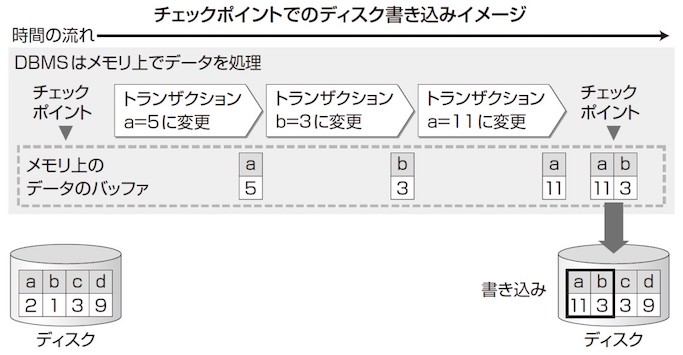 チェックポイントでのディスク書き込みイメージ
時間の流れ
DBMSはメモリ上でデータを処理
チェック
ポイント
トランザクション
a=5に変更
トランザクション
b=3に変更
トランザクション
a=11に変更
チェック
ポイント
メモリ上の
データのバッファ
a
5
b
3
a
11
a b
11 3
a b c d
2 1 3 9
ディスク
書き込み
a b c d
11 3 3 9
ディスク